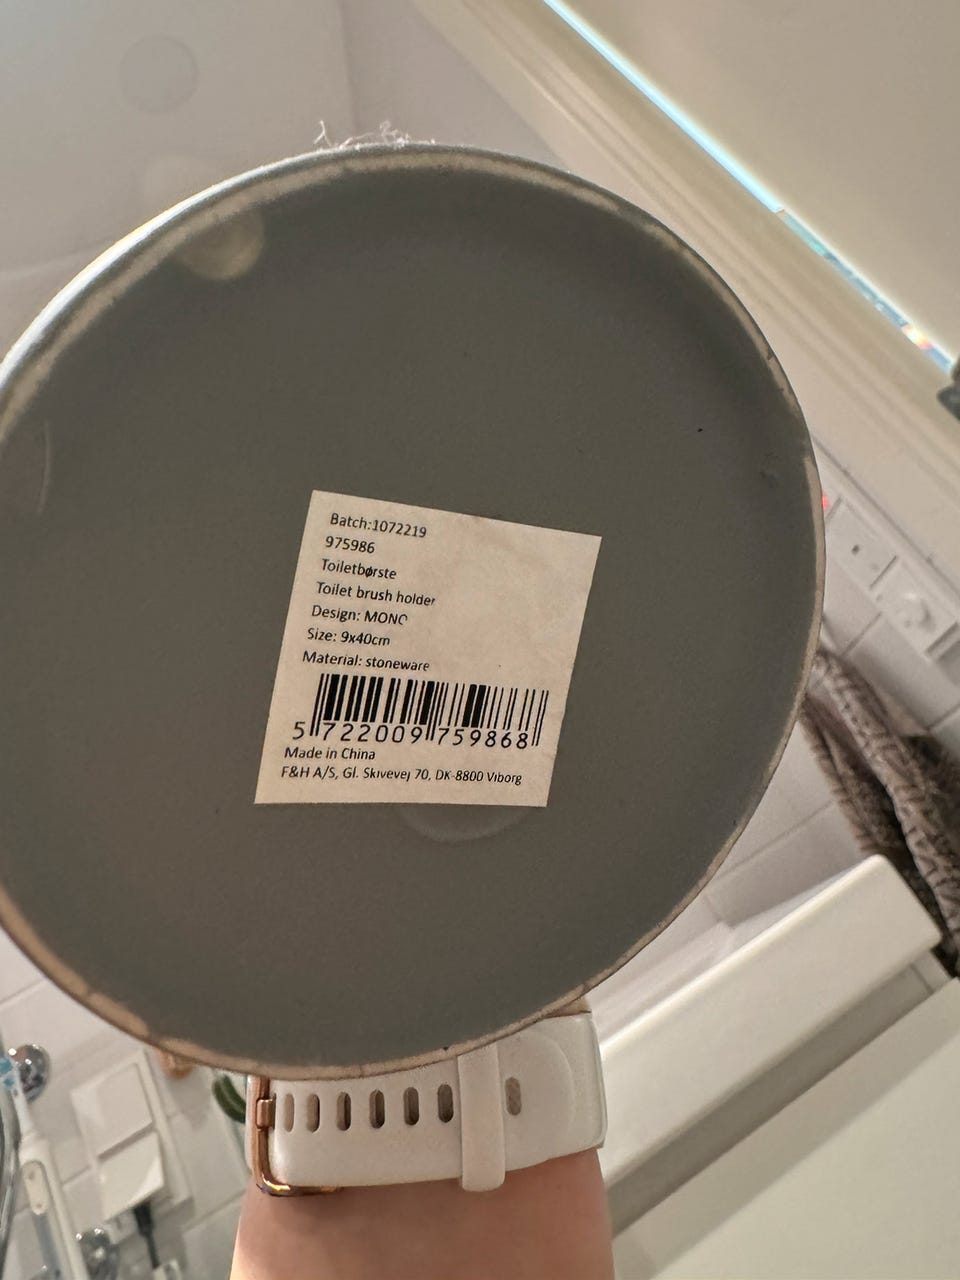 Batch:1072219
975986
Toiletbørste
Toilet brush holder
Design: MONO
Size: 9x40cm
Material: stoneware
5 722009 759868
Made in China
F&H A/S, Gl. Skivevej 70, DK-8800 Viborg